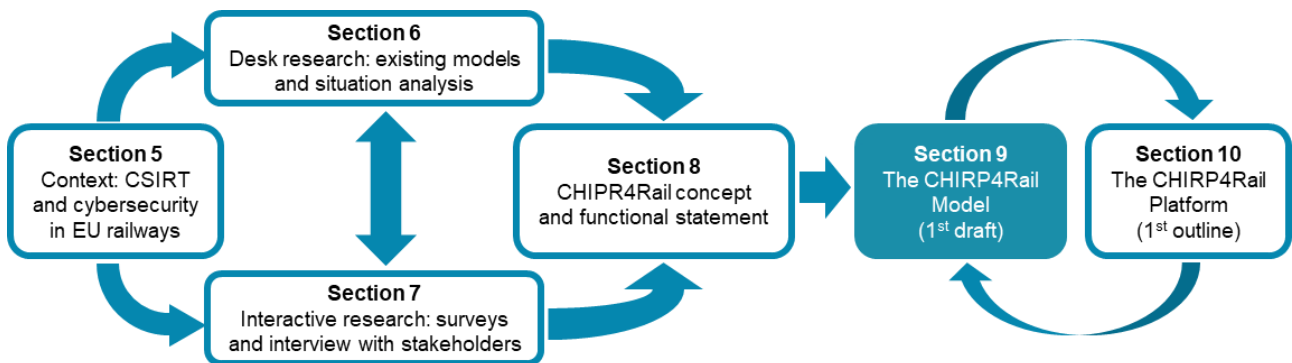 Section 6
Desk research: existing models
and situation analysis
Section 5
Context: CSIRT
and cybersecurity
in EU railways
Section 7
Interactive research: surveys
and interview with stakeholders
Section 8
CHIPR4Rail concept
and functional statement
Section 9
The CHIRP4Rail
Model
(1st draft)
Section 10
The CHIRP4Rail
Platform
(1st outline)